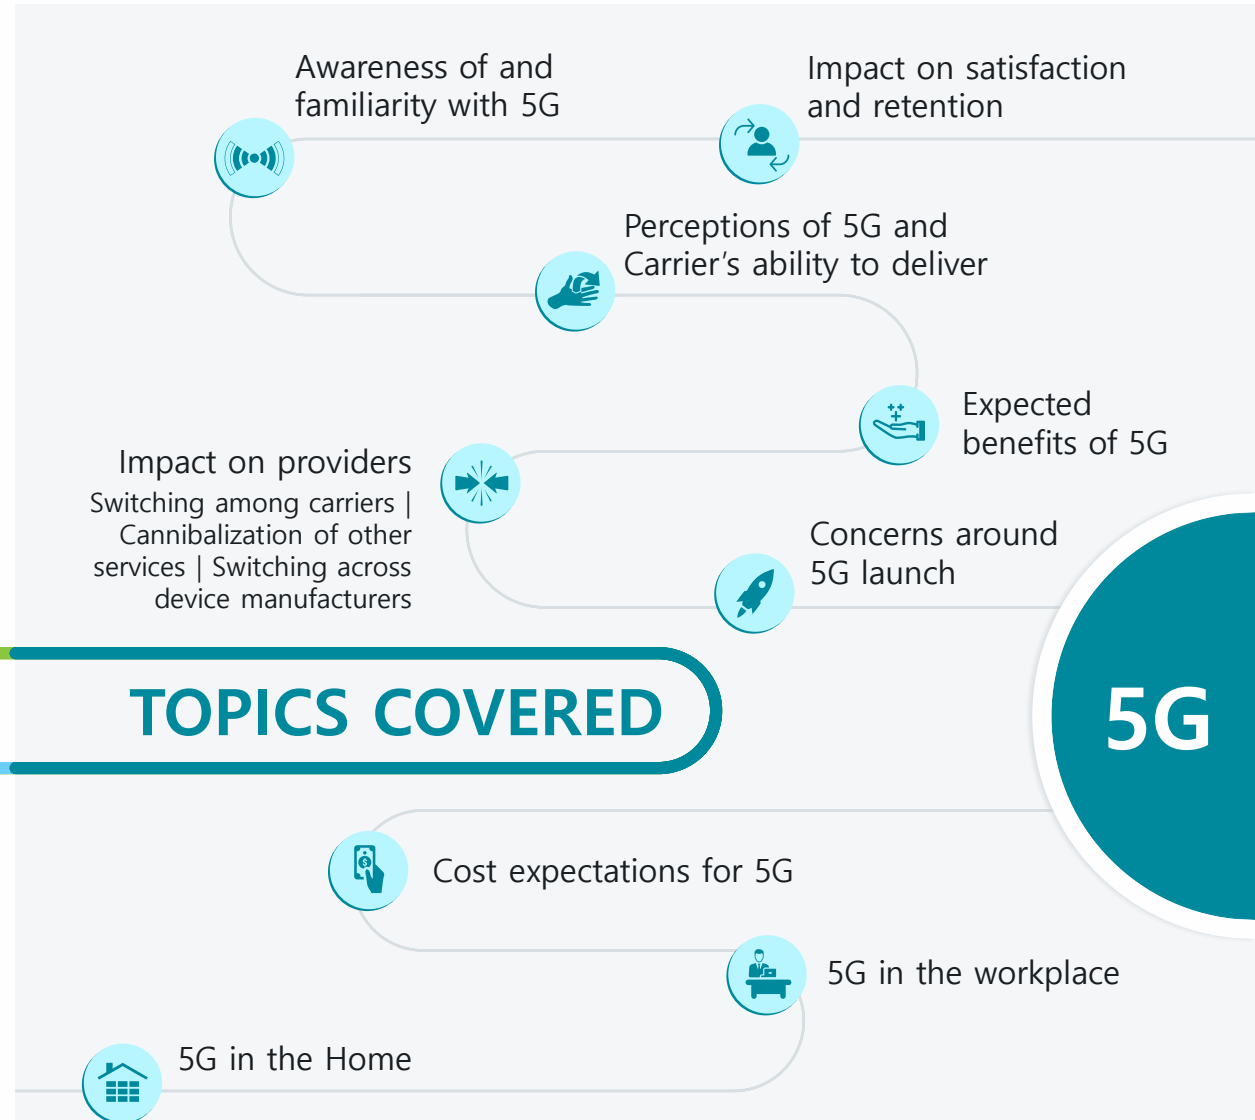 Awareness of and
familiarity with 5G
Impact on satisfaction
and retention
Perceptions of 5G and
Carrier’s ability to deliver
Expected
benefits of 5G
Impact on providers
Switching among carriers |
Cannibalization of other
services | Switching across
device manufacturers
Concerns around
5G launch
TOPICS COVERED
5G
Cost expectations for 5G
5G in the workplace
5G in the Home